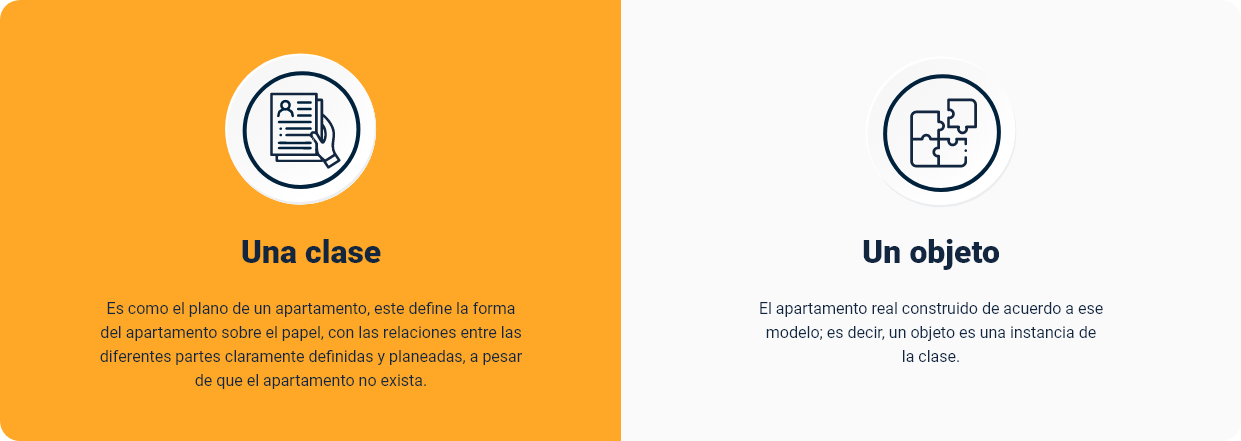 Una clase
Es como el plano de un apartamento, este define la forma
del apartamento sobre el papel, con las relaciones entre las
diferentes partes claramente definidas y planeadas, a pesar
de que el apartamento no exista.
Un objeto
El apartamento real construido de acuerdo a ese
modelo; es decir, un objeto es una instancia de
la clase.